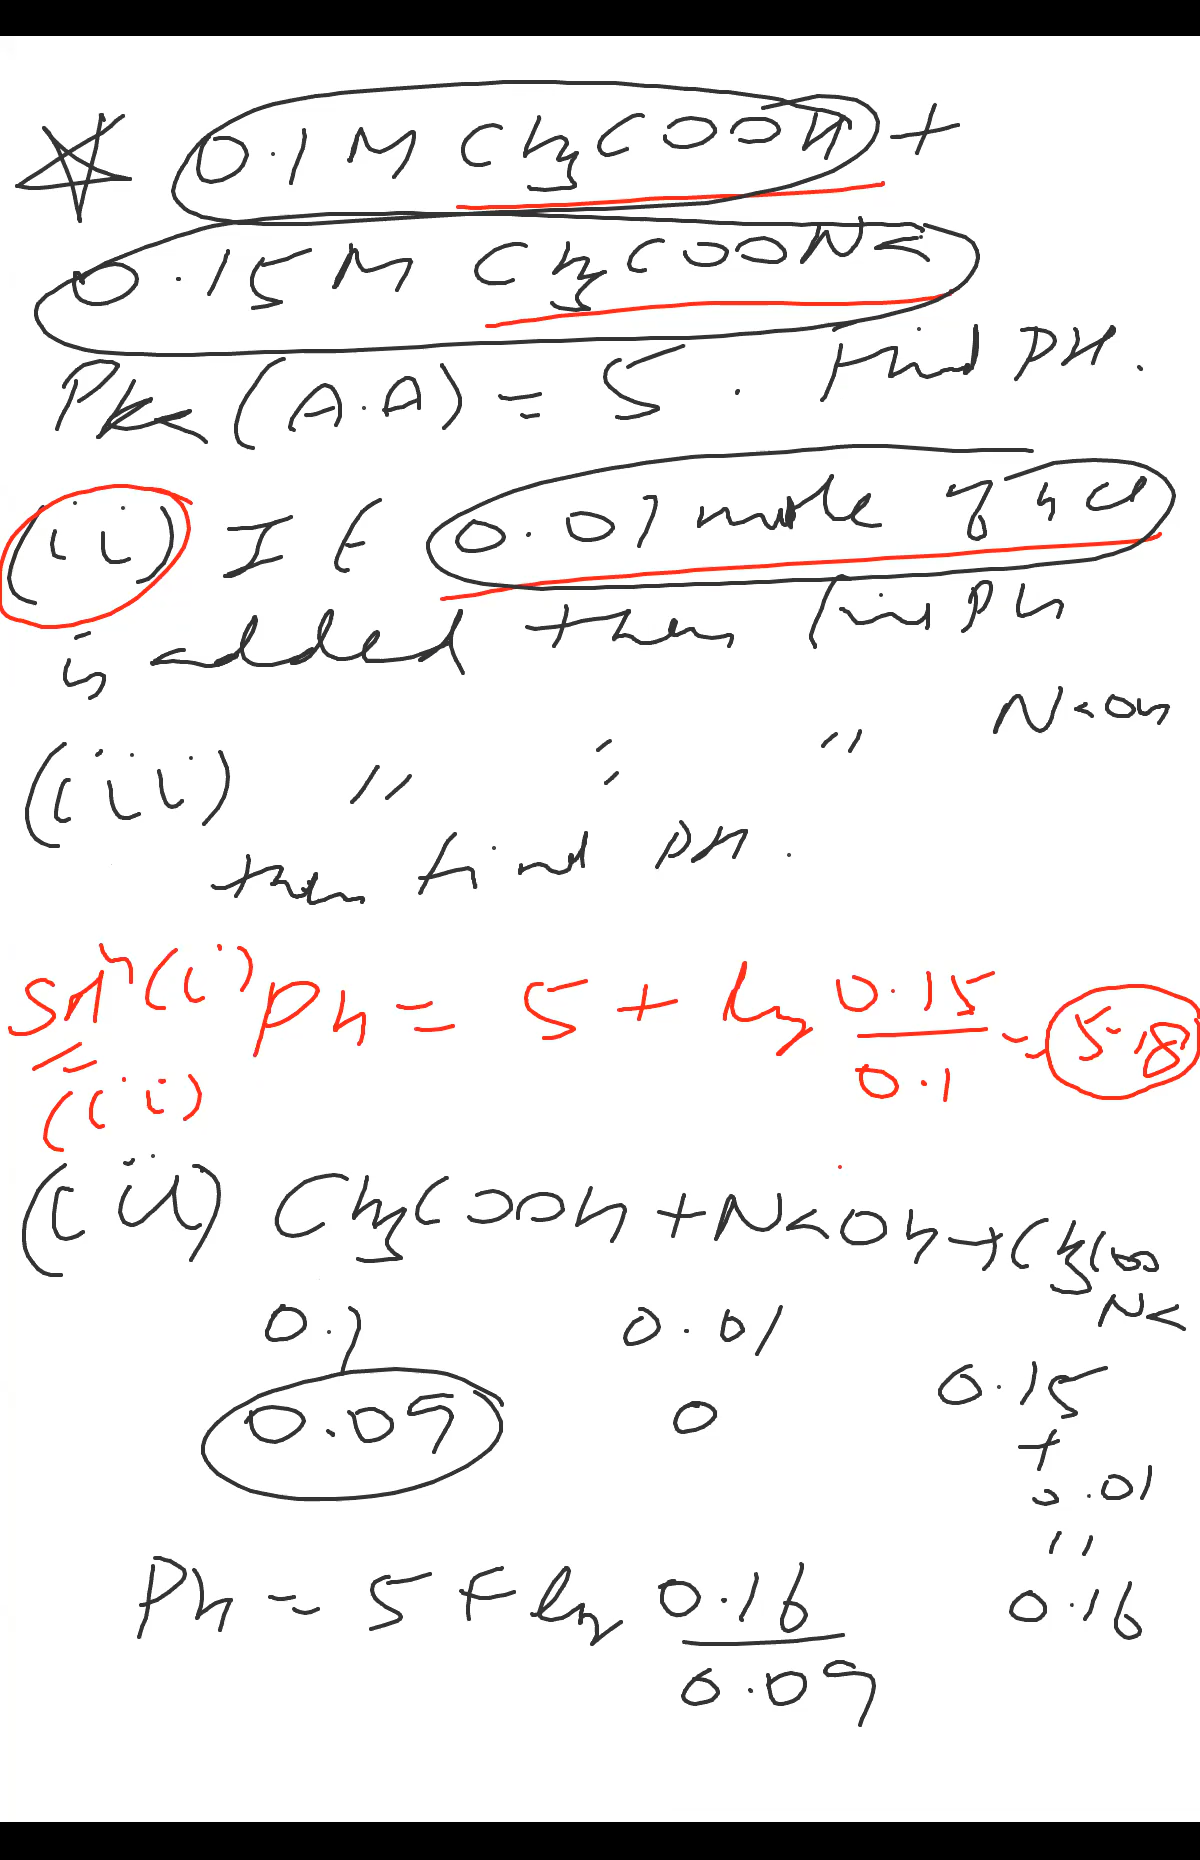 0.1 M CH3COOH +
0.15 M CH3COONa
PKa (A.A) = 5 . Find PH.
(ii) If 0.01 mole of HCl
is added then find PH
(iii) " = " NaOH
then find PH.
Sol^n (i) PH = 5 + log 0.15/0.1 = 5.18
(ii)
(iii) CH3COOH + NaOH → CH3COO
Na
0.1 0.01 0.15
0.09 0 +
0.01
"
PH = 5 + log 0.16/0.09 0.16